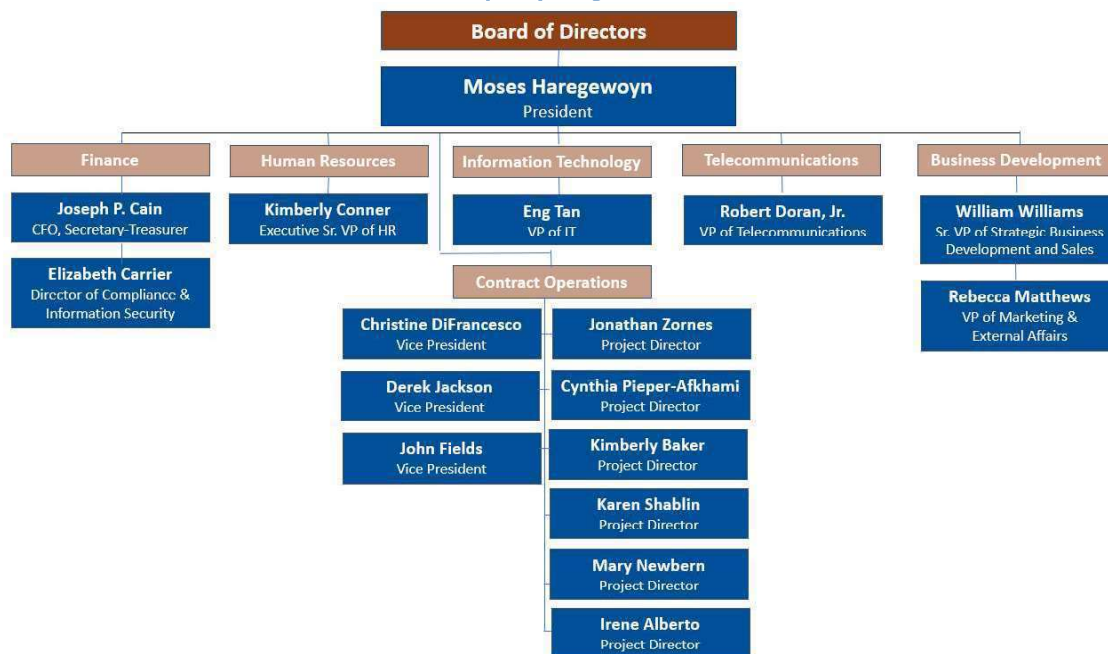 Board of Directors
Moses Haregewoyn
President
Finance
Human Resources
Information Technology
Telecommunications
Business Development
Joseph P. Cain
CFO, Secretary-Treasurer
Kimberly Conner
Executive Sr. VP of HR
Eng Tan
VP of IT
Robert Doran, Jr.
VP of Telecommunications
William Williams
Sr. VP of Strategic Business
Development and Sales
Elizabeth Carrier
Director of Compliance &
Information Security
Rebecca Matthews
VP of Marketing &
External Affairs
Contract Operations
Christine DiFrancesco
Vice President
Jonathan Zornes
Project Director
Derek Jackson
Vice President
Cynthia Pieper-Afkhami
Project Director
John Fields
Vice President
Kimberly Baker
Project Director
Karen Shablin
Project Director
Mary Newbern
Project Director
Irene Alberto
Project Director